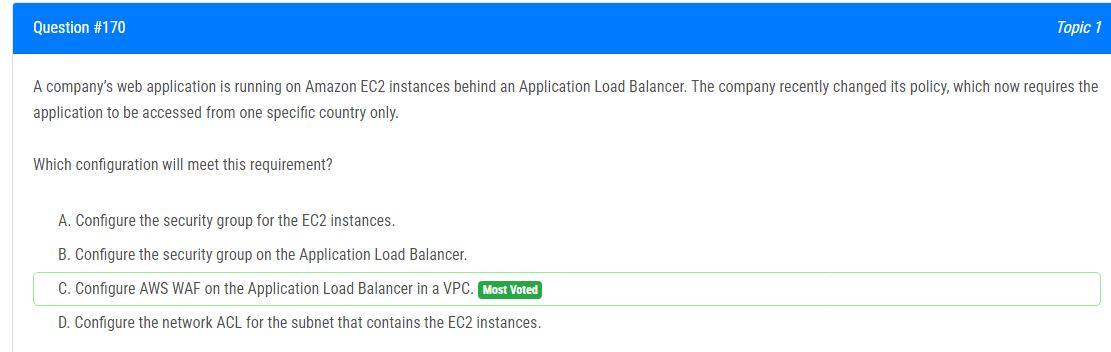 Question #170
Topic 1
A company's web application is running on Amazon EC2 instances behind an Application Load Balancer. The company recently changed its policy, which now requires the
application to be accessed from one specific country only.
Which configuration will meet this requirement?
A. Configure the security group for the EC2 instances.
B. Configure the security group on the Application Load Balancer.
C. Configure AWS WAF on the Application Load Balancer in a VPC. Most Voted
D. Configure the network ACL for the subnet that contains the EC2 instances.